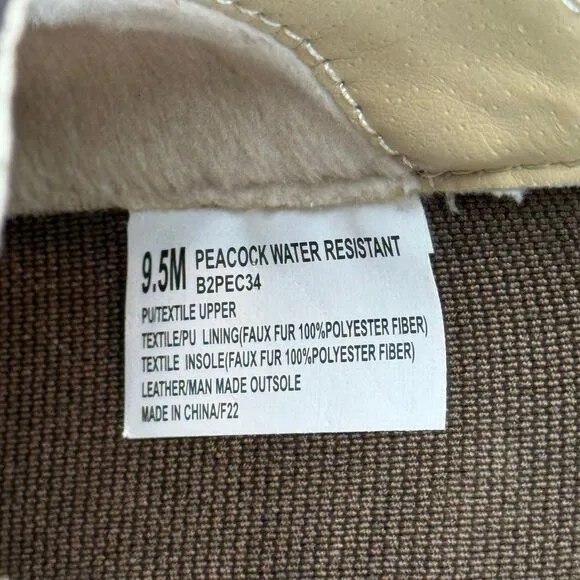 9.5M PEACOCK WATER RESISTANT
B2PEC34
PU/TEXTILE UPPER
TEXTILE/PU LINING(FAUX FUR 100%POLYESTER FIBER)
TEXTILE INSOLE(FAUX FUR 100%POLYESTER FIBER)
LEATHER/MAN MADE OUTSOLE
MADE IN CHINA/F22